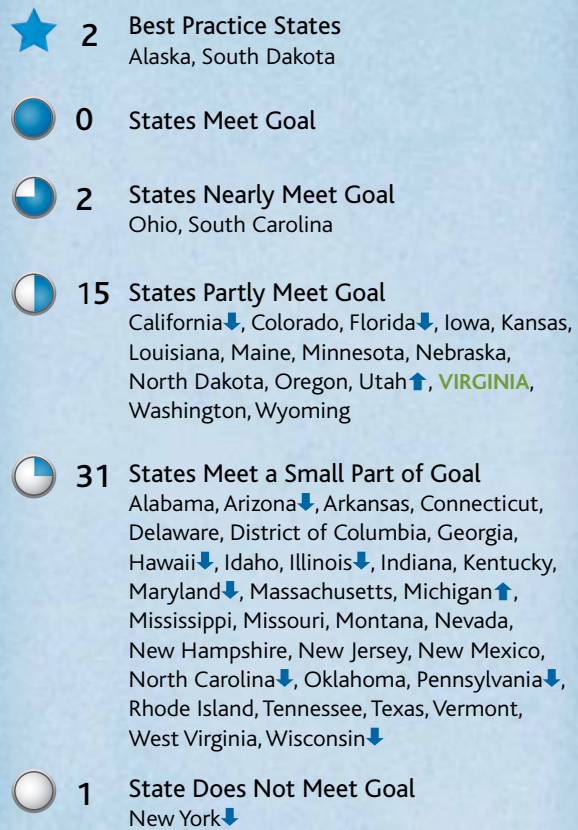 2 Best Practice States
Alaska, South Dakota
0 States Meet Goal
2 States Nearly Meet Goal
Ohio, South Carolina
15 States Partly Meet Goal
California⬇, Colorado, Florida⬇, Iowa, Kansas,
Louisiana, Maine, Minnesota, Nebraska,
North Dakota, Oregon, Utah⬆, VIRGINIA,
Washington, Wyoming
31 States Meet a Small Part of Goal
Alabama, Arizona⬇, Arkansas, Connecticut,
Delaware, District of Columbia, Georgia,
Hawaii⬇, Idaho, Illinois⬇, Indiana, Kentucky,
Maryland⬇, Massachusetts, Michigan⬆,
Mississippi, Missouri, Montana, Nevada,
New Hampshire, New Jersey, New Mexico,
North Carolina⬇, Oklahoma, Pennsylvania⬇,
Rhode Island, Tennessee, Texas, Vermont,
West Virginia, Wisconsin⬇
1 State Does Not Meet Goal
New York⬇